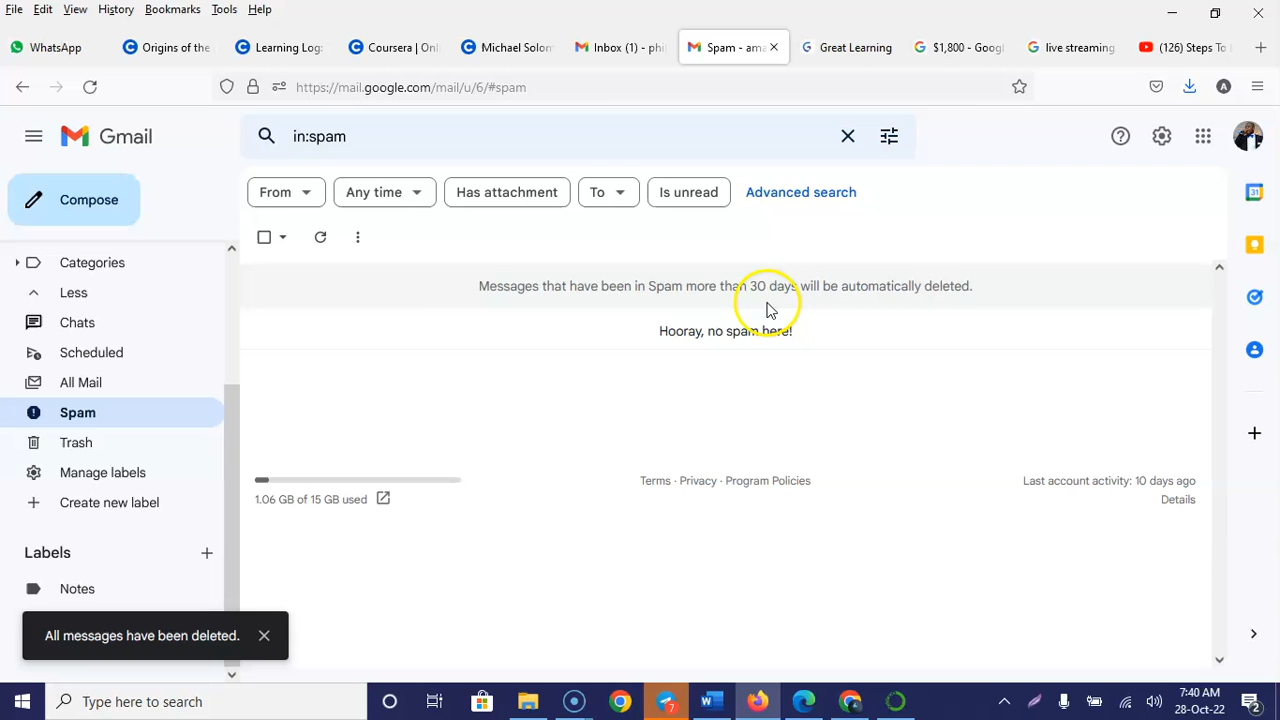 File Edit View History Bookmarks Tools Help
WhatsApp Origins of the Learning Log: Coursera | Onl Michael Solom Inbox (1) - phi Spam - ama Great Learning $1,800 - Googl live streaming (126) Steps To
https://mail.google.com/mail/u/6/#spam A
Gmail in:spam
From Any time Has attachment To Is unread Advanced search
31
Compose
Categories
Less
Chats
Scheduled
All Mail
Spam
Trash
Manage labels
Create new label
Labels
Notes
Messages that have been in Spam more than 30 days will be automatically deleted.
Hooray, no spam here!
1.06 GB of 15 GB used
Terms · Privacy · Program Policies
Last account activity: 10 days ago
Details
All messages have been deleted.
Type here to search
7
7:40 AM
28-Oct-22
2